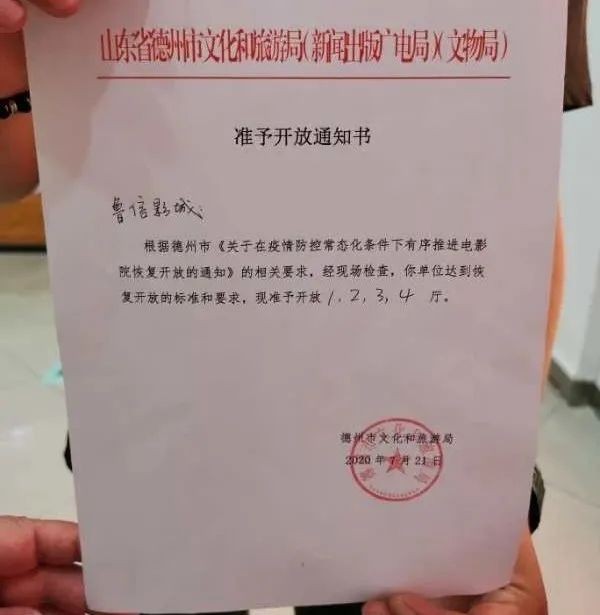 山东省德州市文化和旅游局(新闻出版广电局)(文物局)
准予开放通知书
鲁信影城:
根据德州市《关于在疫情防控常态化条件下有序推进电影
院恢复开放的通知》的相关要求，经现场检查，你单位达到恢
复开放的标准和要求，现准予开放 1，2，3，4 厅。
德州市文化和旅游局
2020年7月21日